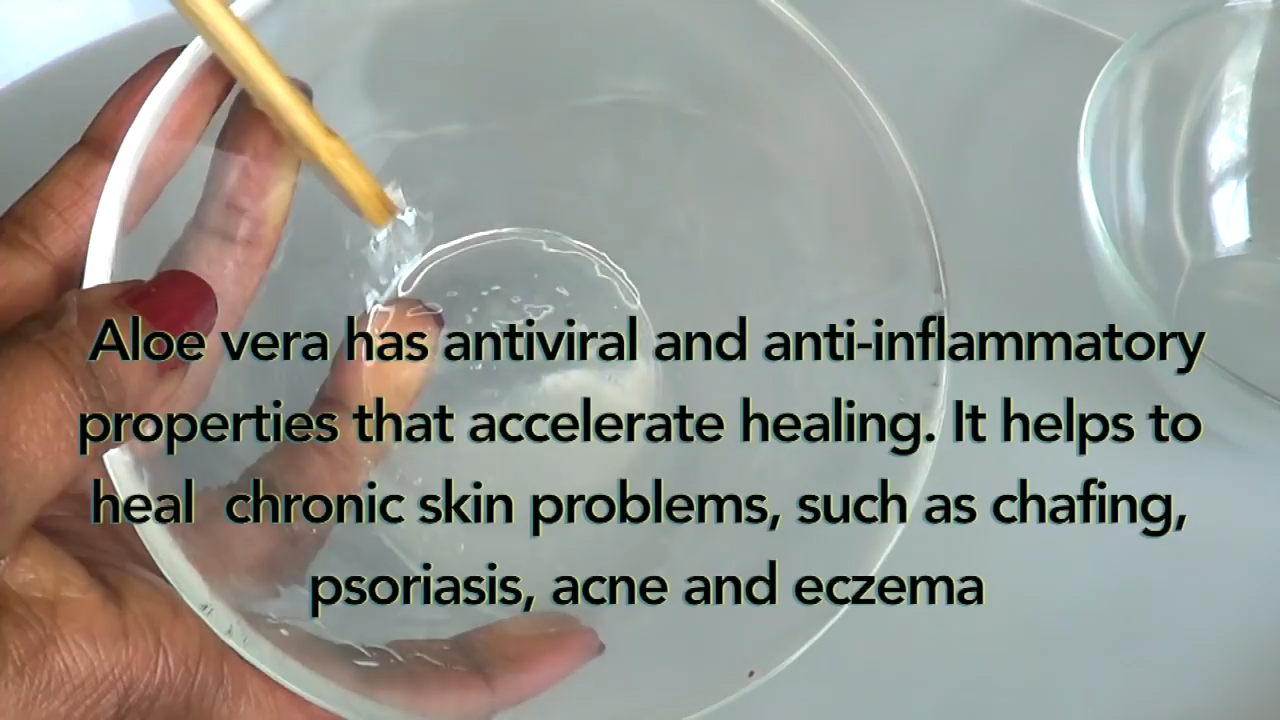 Aloe vera has antiviral and anti-inflammatory
properties that accelerate healing. It helps to
heal  chronic skin problems, such as chafing,
psoriasis, acne and eczema